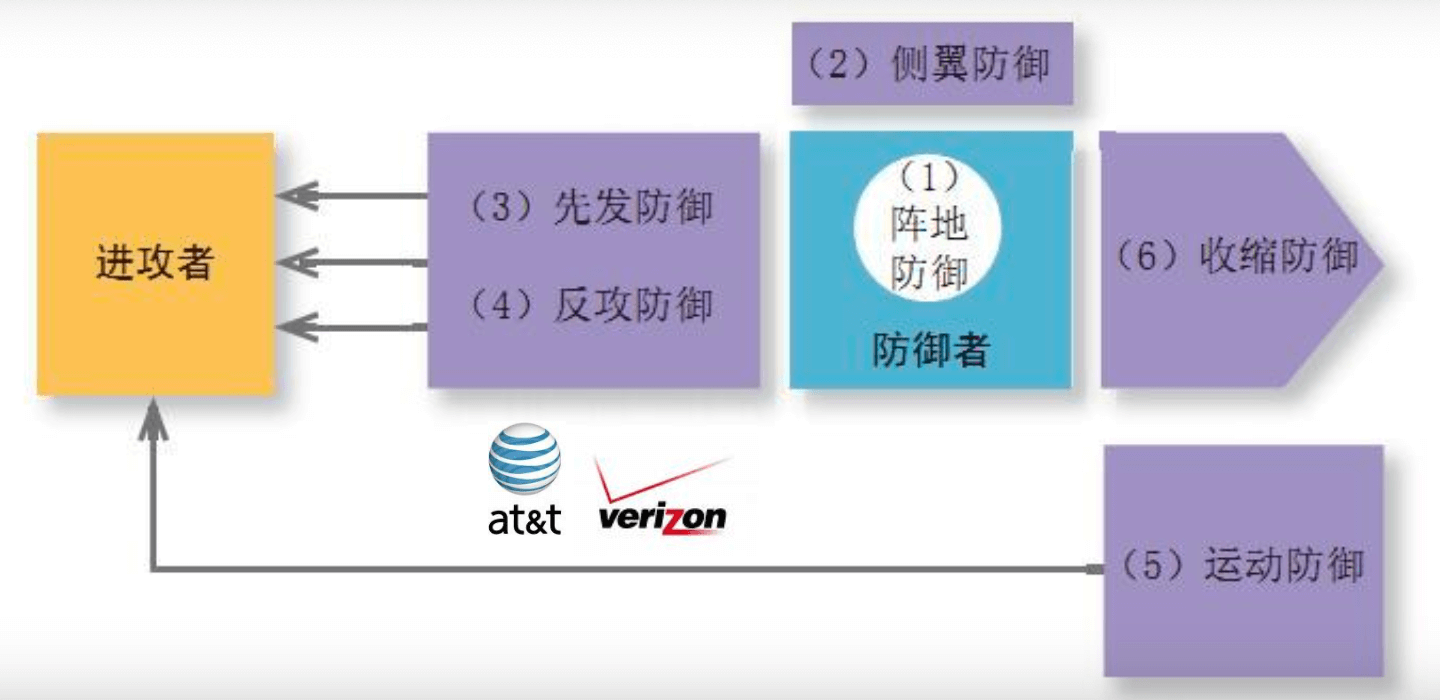 （2）侧翼防御
进攻者
（3）先发防御
（4）反攻防御
（1）
阵地
防御
防御者
（6）收缩防御
at&t
verizon
（5）运动防御